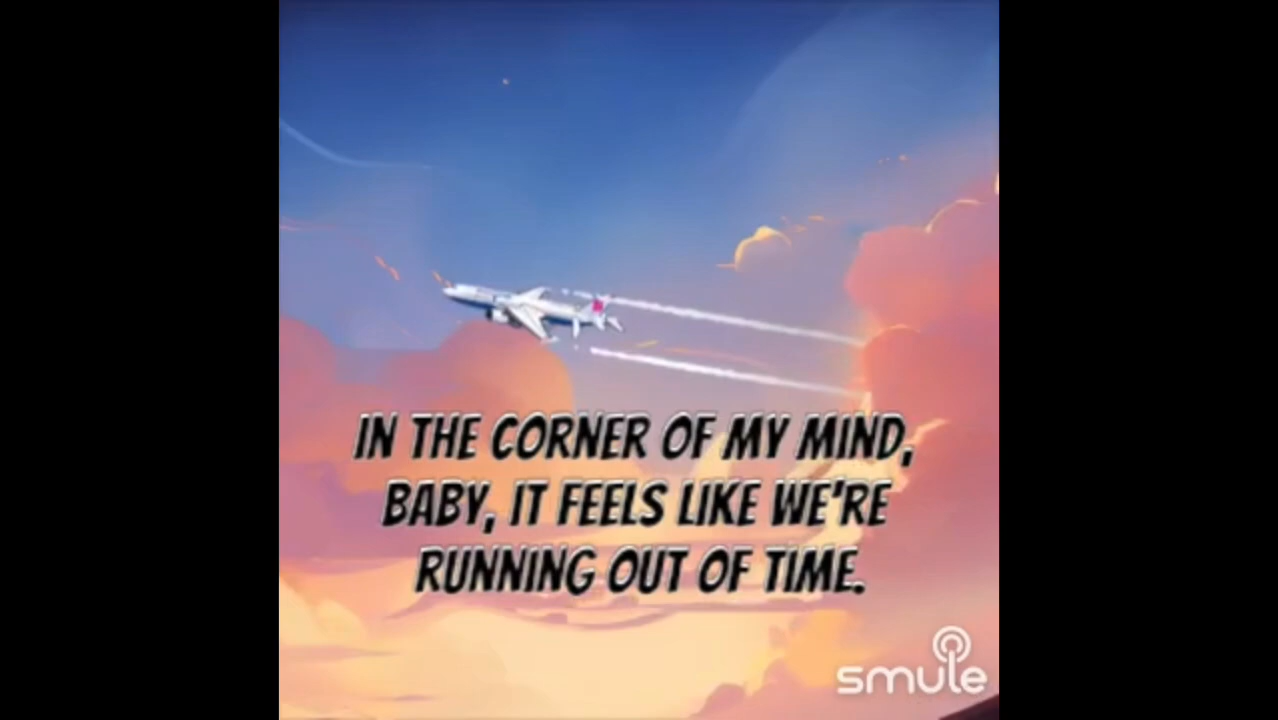 IN THE CORNER OF MY MIND,
BABY, IT FEELS LIKE WE'RE
RUNNING OUT OF TIME.
smule